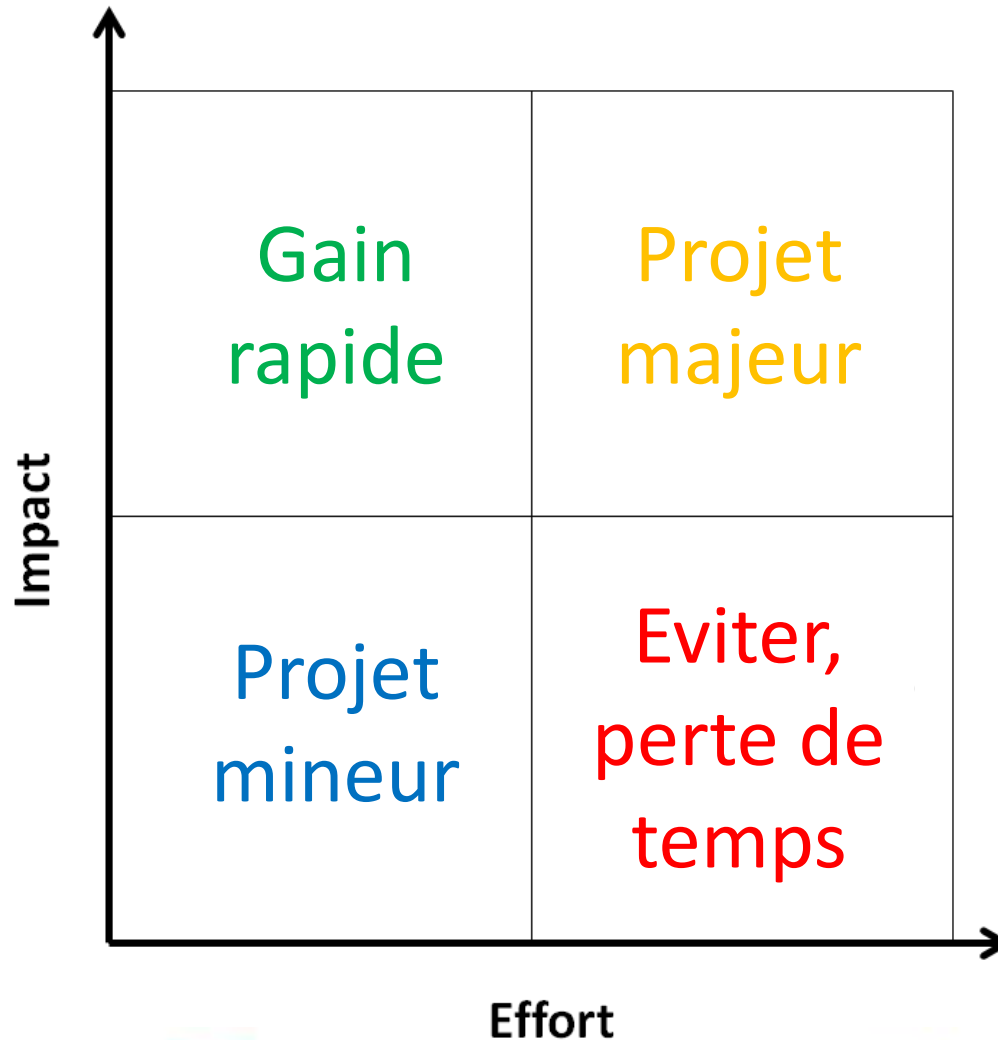 Gain
rapide
Projet
majeur
Impact
Projet
mineur
Eviter,
perte de
temps
Effort